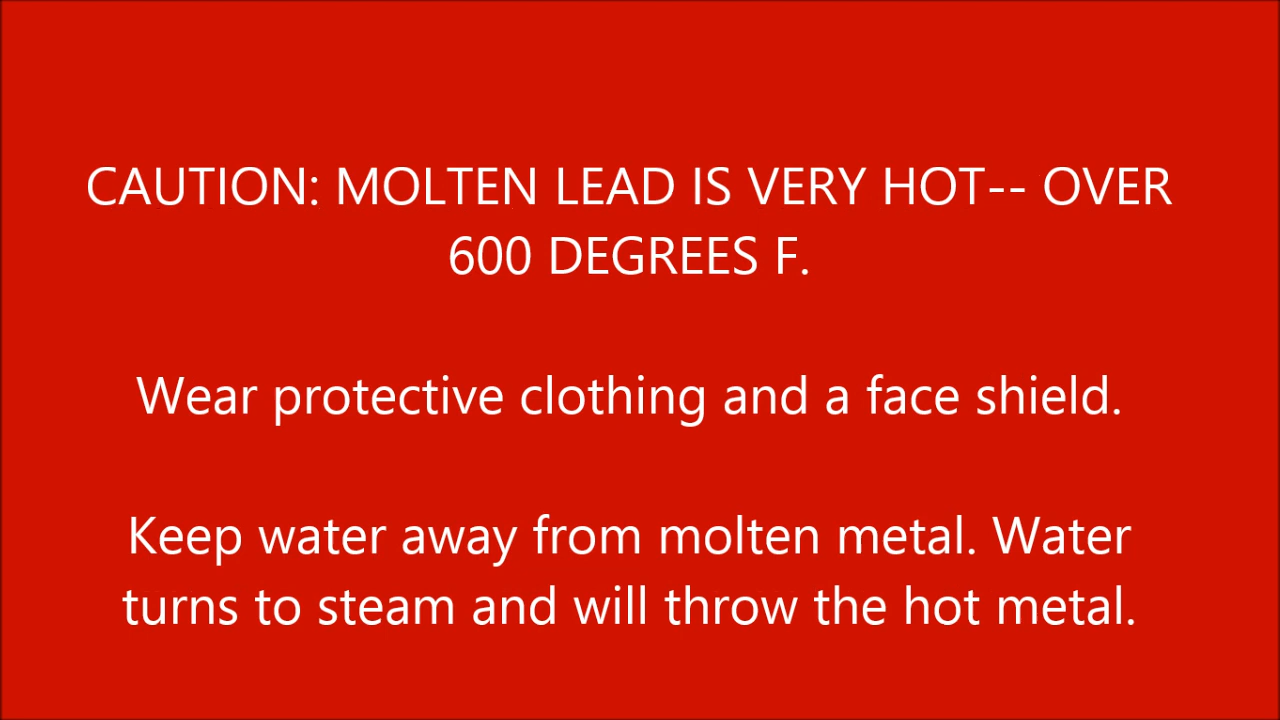 CAUTION: MOLTEN LEAD IS VERY HOT-- OVER
600 DEGREES F.
Wear protective clothing and a face shield.
Keep water away from molten metal. Water
turns to steam and will throw the hot metal.